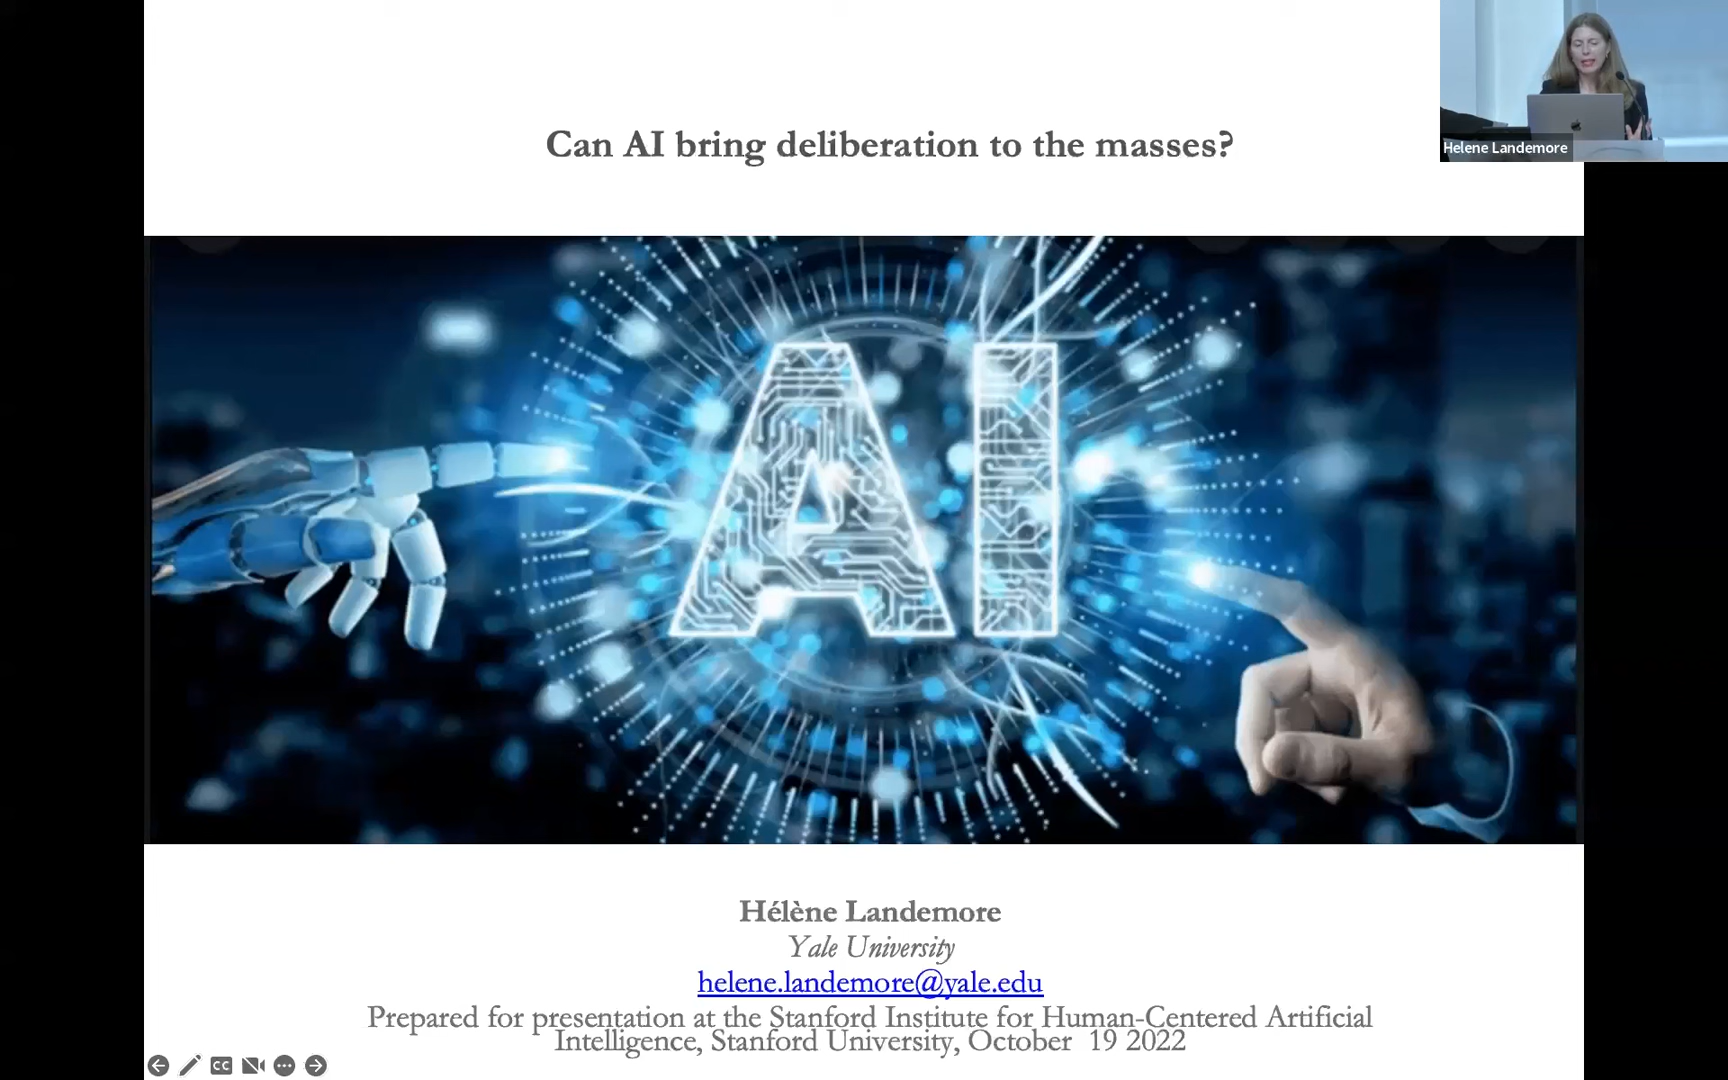 Can AI bring deliberation to the masses?
Helene Landemore
AI
Hélène Landemore
Yale University
helene.landemore@yale.edu
Prepared for presentation at the Stanford Institute for Human-Centered Artificial
Intelligence, Stanford University, October 19 2022
CC